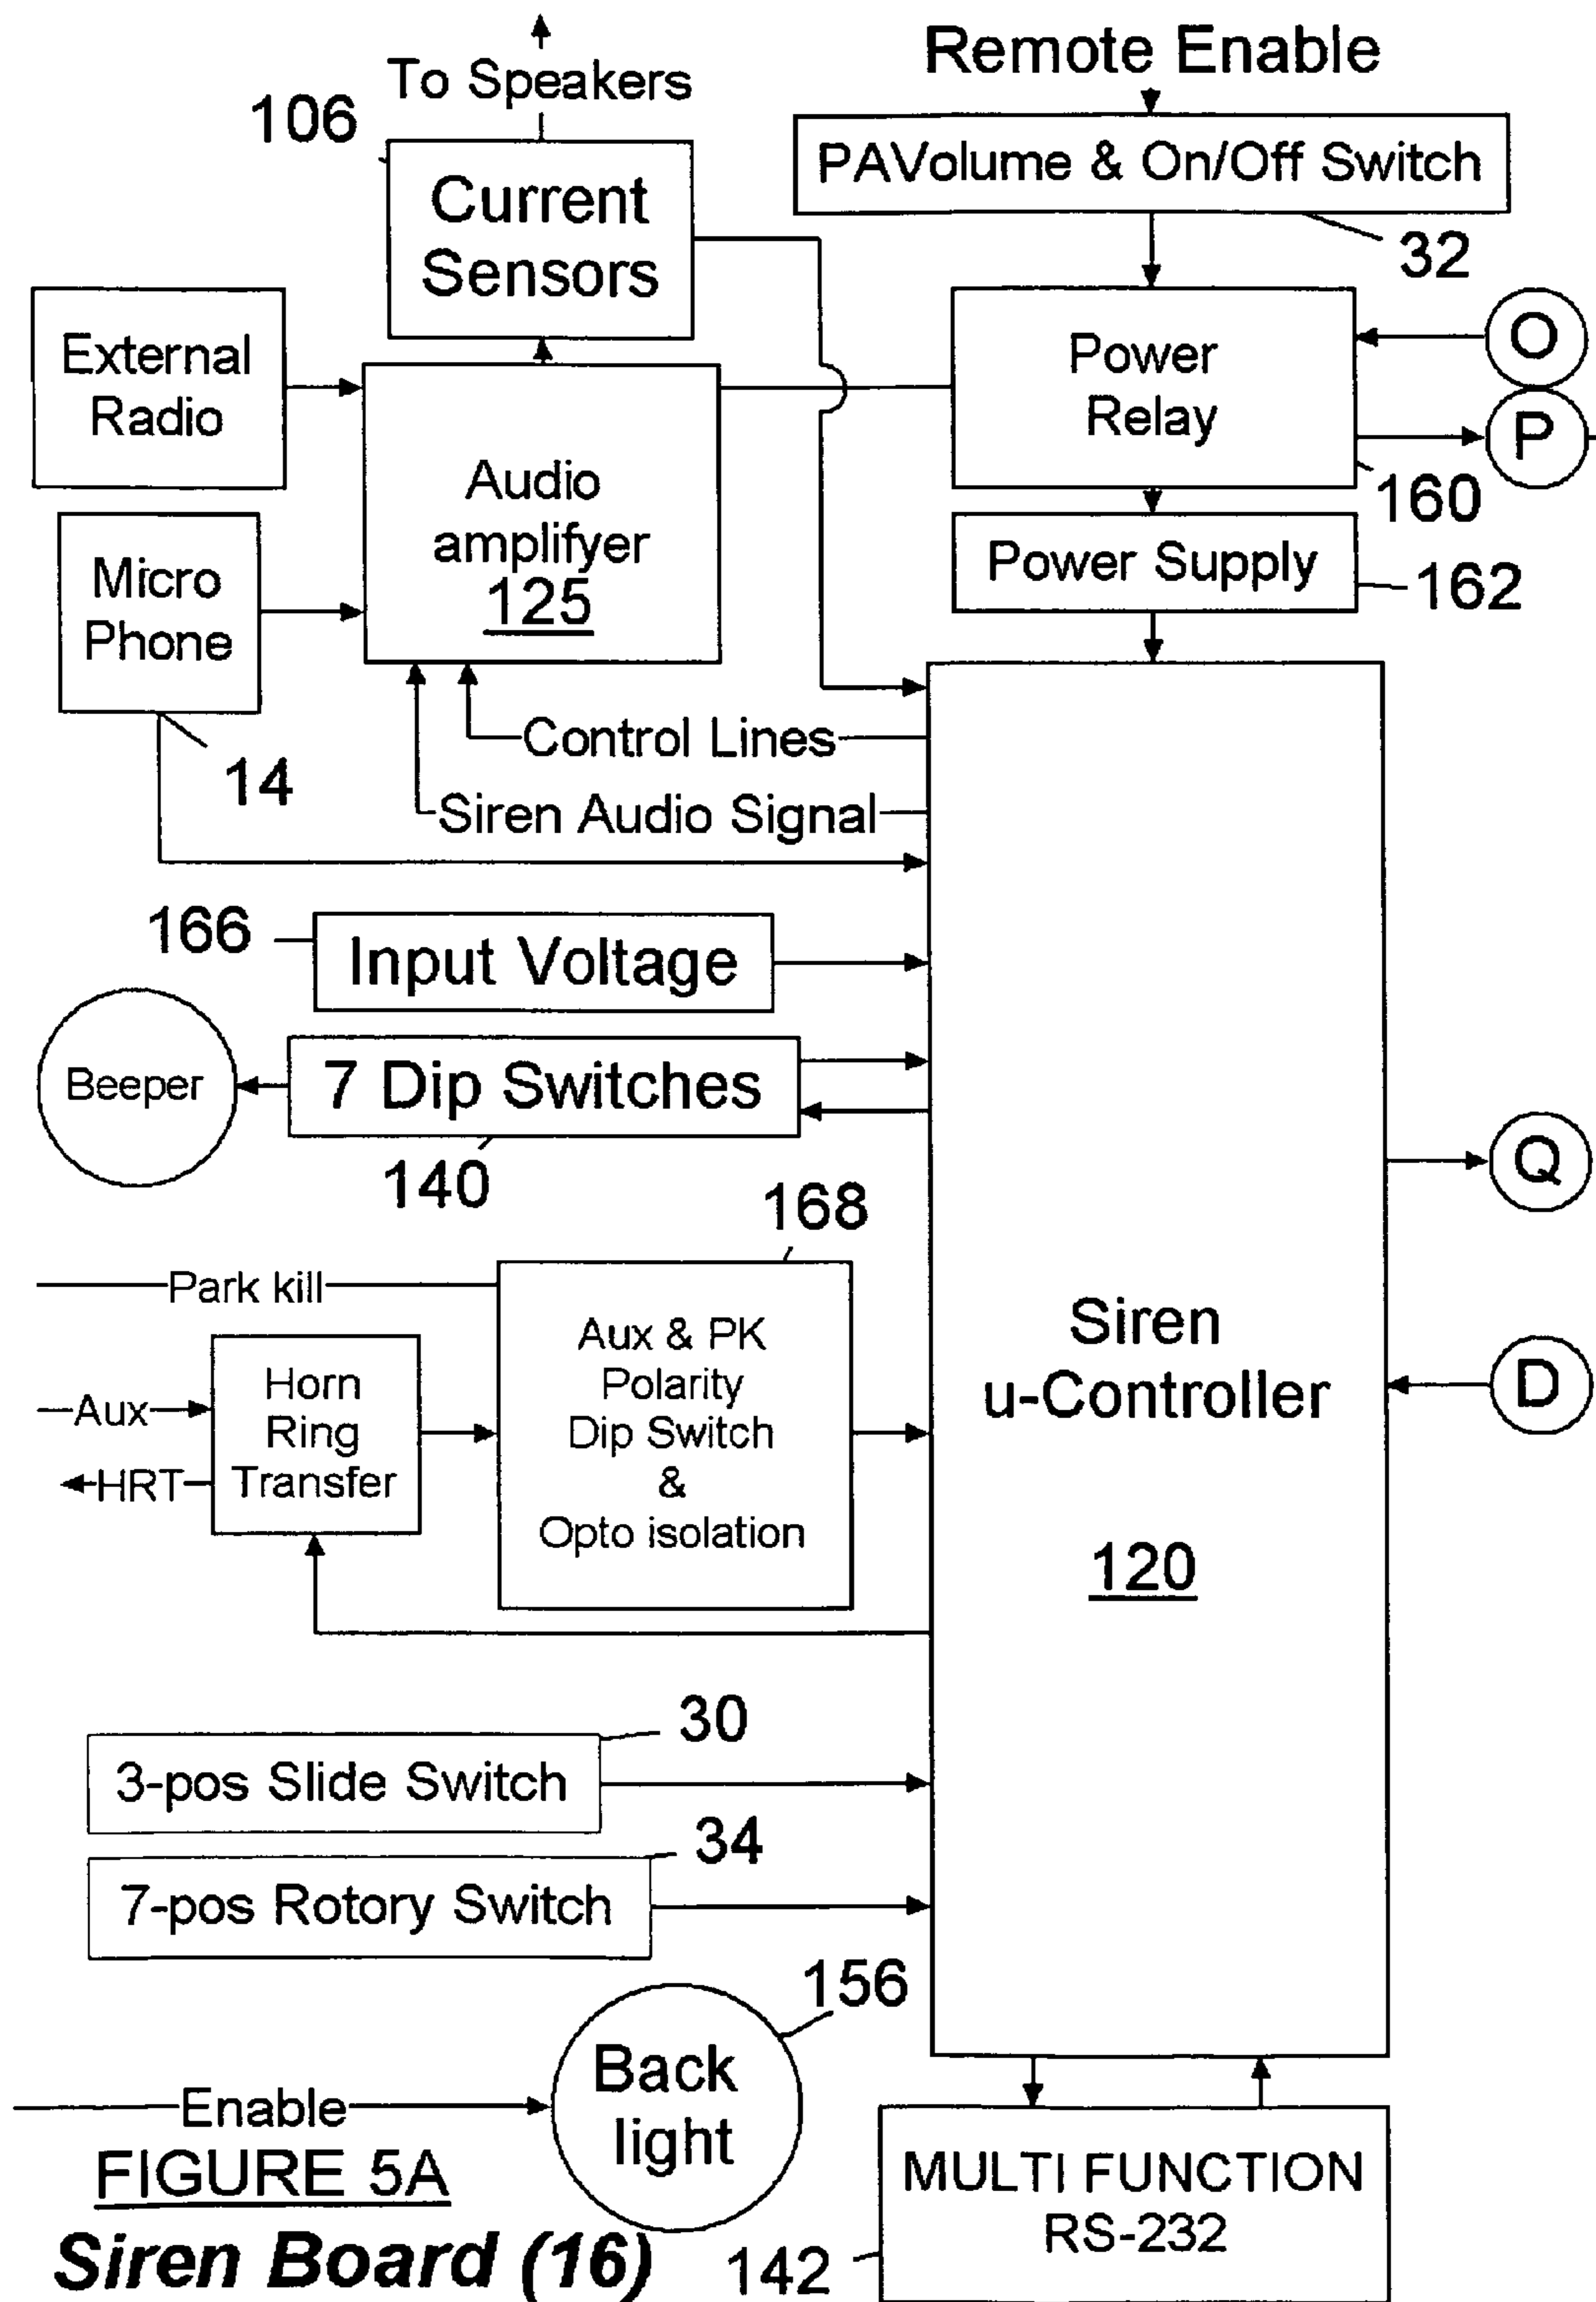 To Speakers
Remote Enable
106
PAVolume & On/Off Switch
Current
Sensors
32
External
Radio
Power
Relay
O
P
160
Audio
amplifyer
125
Micro
Phone
Power Supply
162
Control Lines
14
Siren Audio Signal
166
Input Voltage
Beeper
7 Dip Switches
140
Q
168
Park kill
Aux & PK
Polarity
Dip Switch
&
Opto isolation
Horn
Ring
Transfer
Aux
HRT
Siren
u-Controller
120
D
30
3-pos Slide Switch
34
7-pos Rotory Switch
156
Back
light
Enable
FIGURE 5A
Siren Board (16)
142
MULTI FUNCTION
RS-232